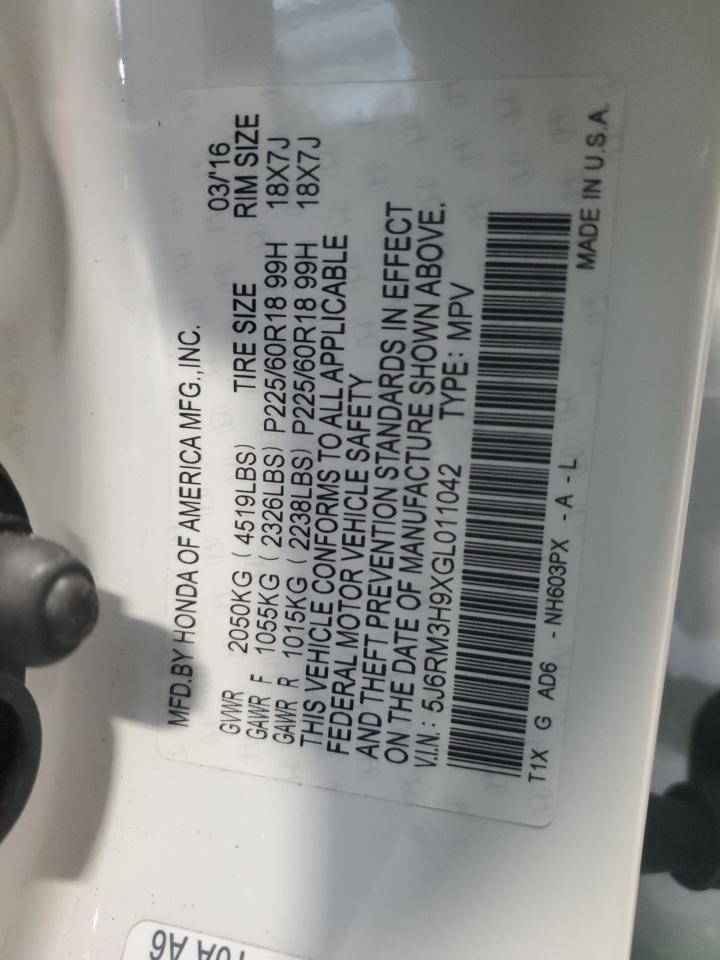 MFD.BY HONDA OF AMERICA MFG.,INC.
03/'16
GVWR 2050KG ( 4519LBS) TIRE SIZE RIM SIZE
GAWR F 1055KG ( 2326LBS) P225/60R18 99H 18X7J
GAWR R 1015KG ( 2238LBS) P225/60R18 99H 18X7J
THIS VEHICLE CONFORMS TO ALL APPLICABLE
FEDERAL MOTOR VEHICLE SAFETY
AND THEFT PREVENTION STANDARDS IN EFFECT
ON THE DATE OF MANUFACTURE SHOWN ABOVE.
V.I.N.: 5J6RM3H9XGL011042 TYPE: MPV
T1X G AD6 - NH603PX - A - L
MADE IN U.S.A.
0A A6